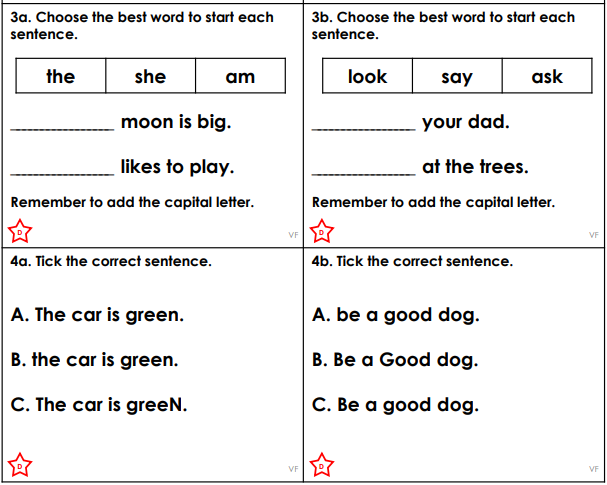 3a. Choose the best word to start each
sentence.
the she am
____________ moon is big.
____________ likes to play.
Remember to add the capital letter.
D
VF
3b. Choose the best word to start each
sentence.
look say ask
____________ your dad.
____________ at the trees.
Remember to add the capital letter.
D
VF
4a. Tick the correct sentence.
A. The car is green.
B. the car is green.
C. The car is greeN.
D
VF
4b. Tick the correct sentence.
A. be a good dog.
B. Be a Good dog.
C. Be a good dog.
D
VF